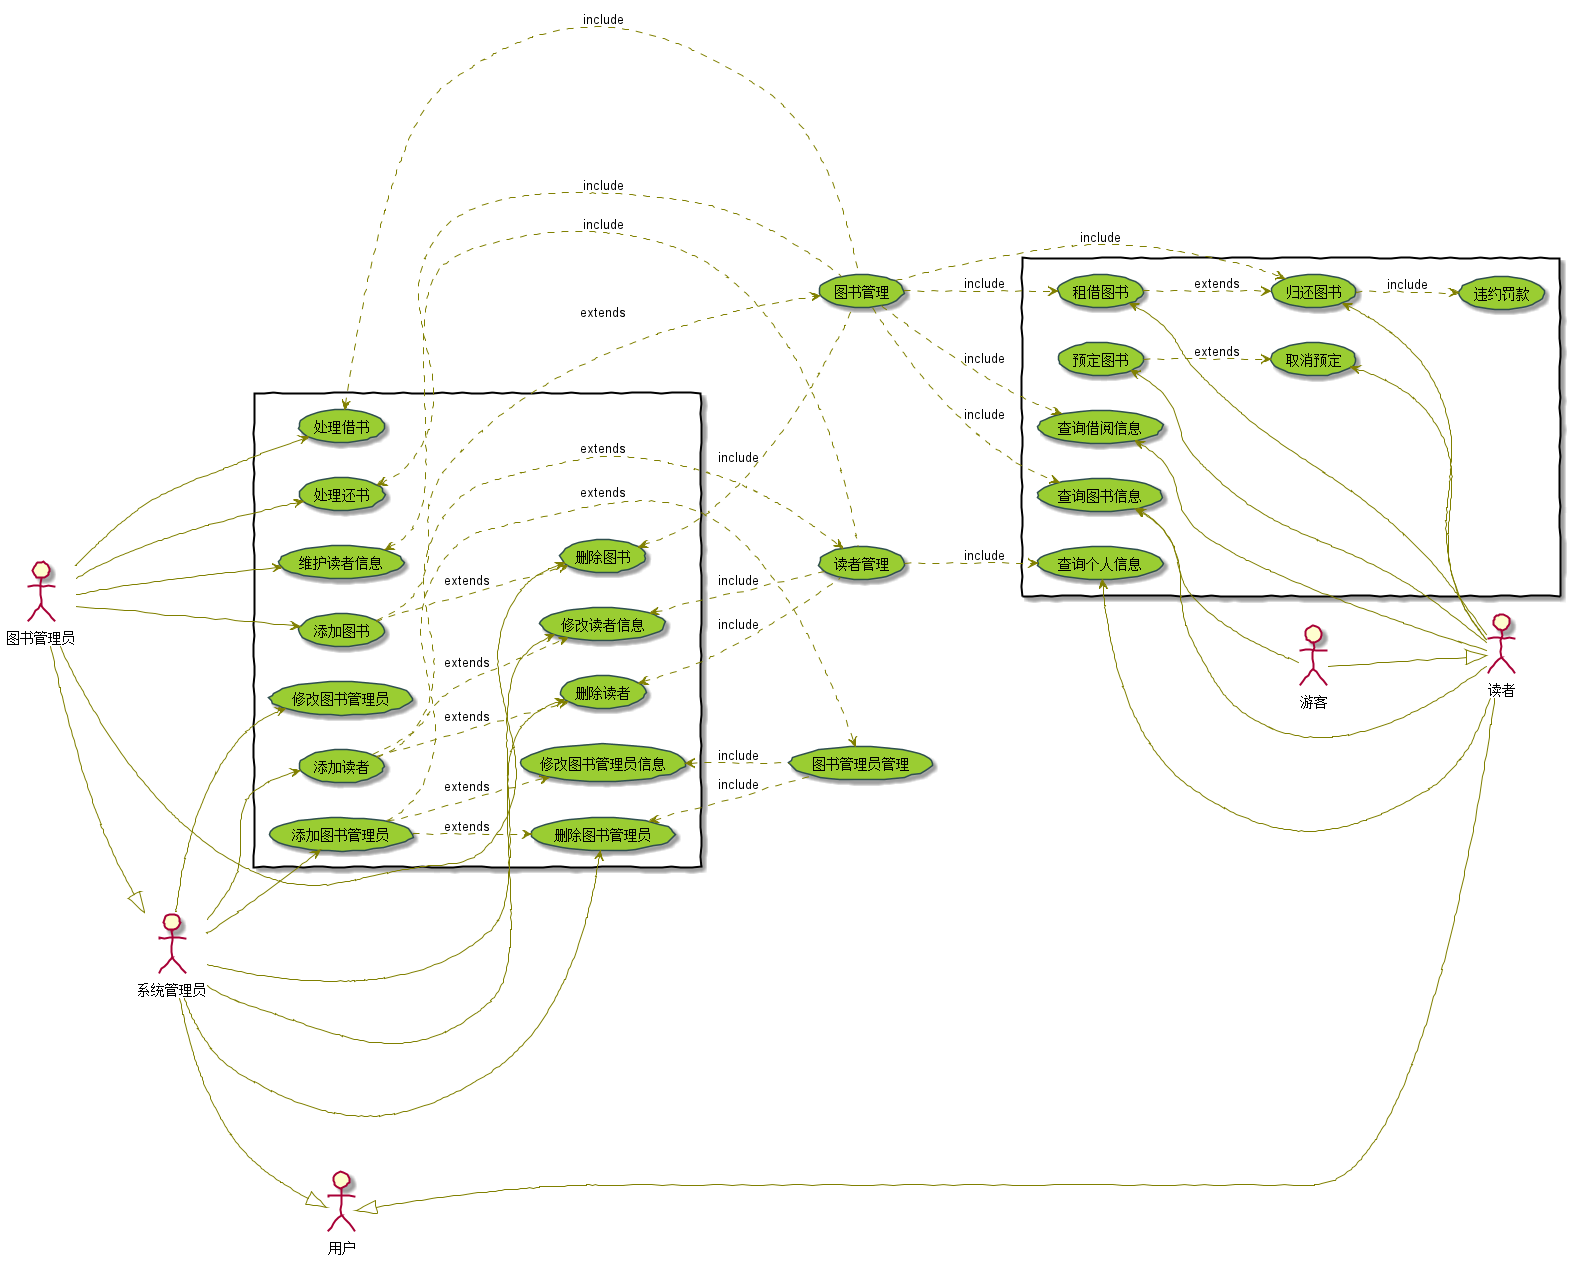 include
include
include
include
图书管理
include
租借图书
extends
归还图书
include
违约罚款
extends
include
预定图书
extends
取消预定
include
处理借书
查询借阅信息
extends
include
处理还书
extends
查询图书信息
维护读者信息
删除图书
读者管理
include
查询个人信息
extends
include
图书管理员
添加图书
修改读者信息
include
extends
修改图书管理员
删除读者
游客
读者
extends
添加读者
修改图书管理员信息
include
图书管理员管理
extends
include
添加图书管理员
extends
删除图书管理员
系统管理员
用户